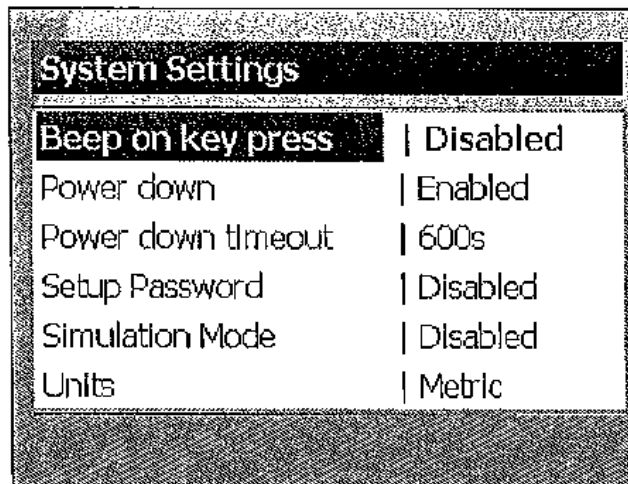 System Settings
Beep on key press | Disabled
Power down | Enabled
Power down timeout | 600s
Setup Password | Disabled
Simulation Mode | Disabled
Units | Metric